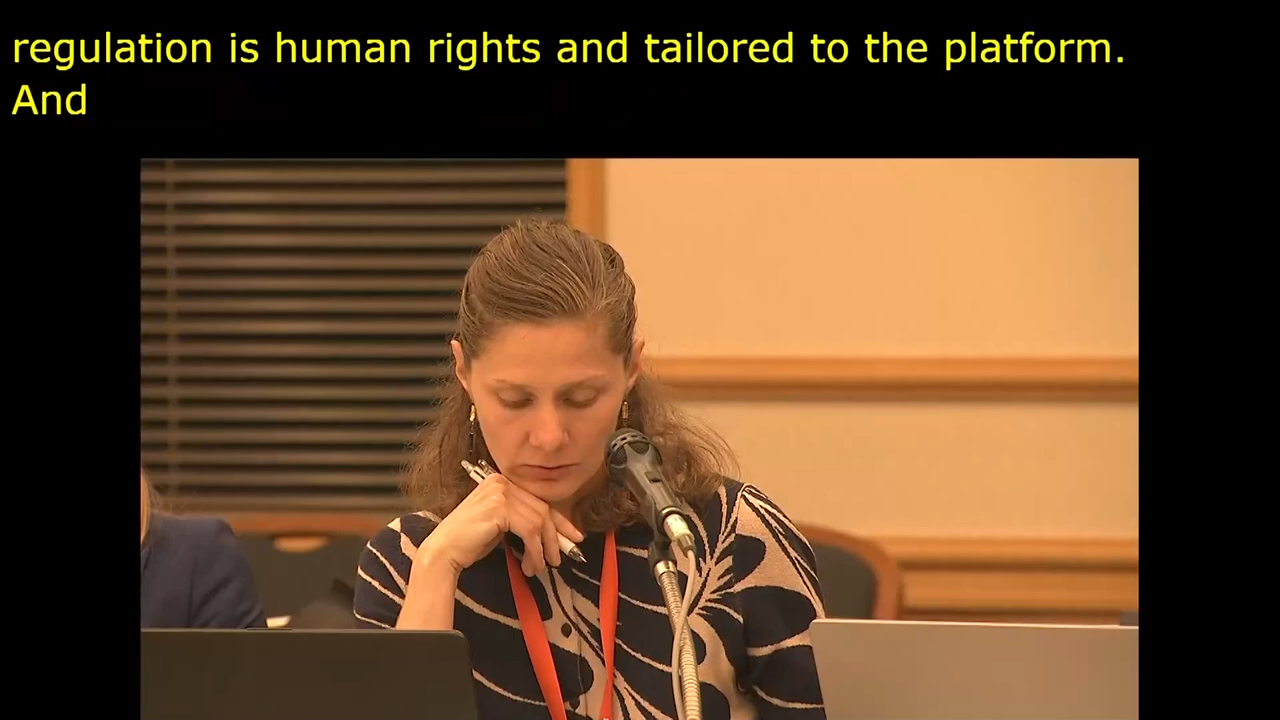 regulation is human rights and tailored to the platform.
And